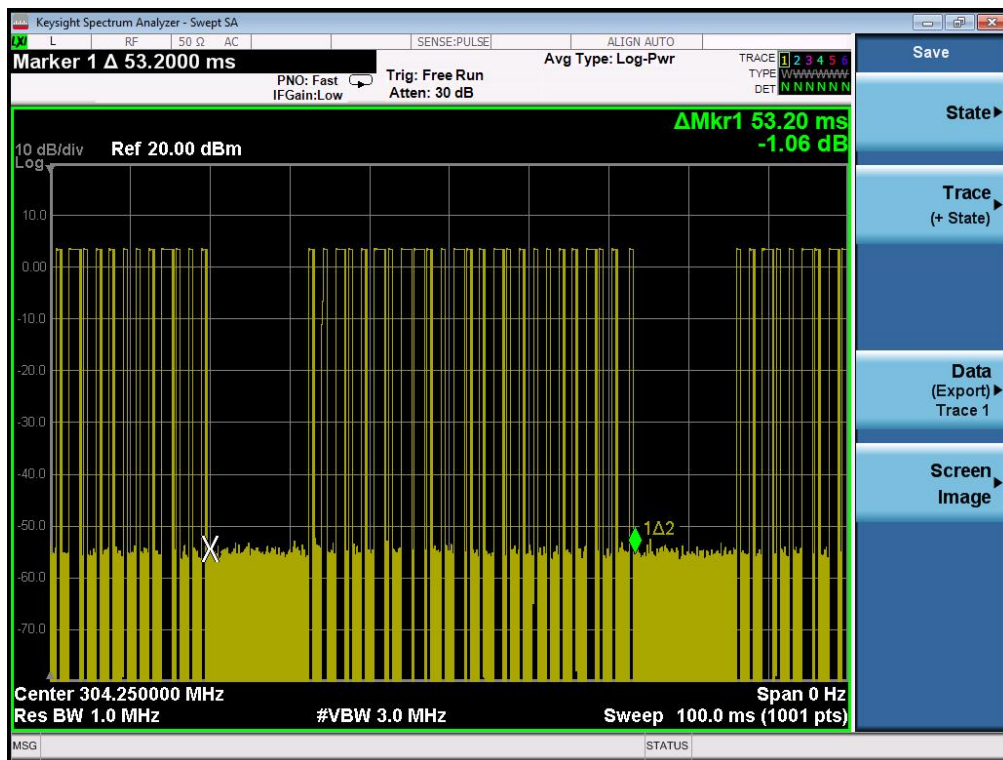 Keysight Spectrum Analyzer - Swept SA
LXI L RF 50 Ω AC SENSE:PULSE ALIGN AUTO
Marker 1 Δ 53.2000 ms
PNO: Fast
IFGain:Low
Trig: Free Run
Atten: 30 dB
Avg Type: Log-Pwr
TRACE 1 2 3 4 5 6
TYPE WWWWWW
DET N N N N N N
Save
State
Trace
(+ State)
Data
(Export)
Trace 1
Screen
Image
ΔMkr1 53.20 ms
-1.06 dB
10 dB/div Ref 20.00 dBm
Log
10.0
0.00
-10.0
-20.0
-30.0
-40.0
-50.0
-60.0
-70.0
X
1Δ2
Center 304.250000 MHz Span 0 Hz
Res BW 1.0 MHz #VBW 3.0 MHz Sweep 100.0 ms (1001 pts)
MSG STATUS